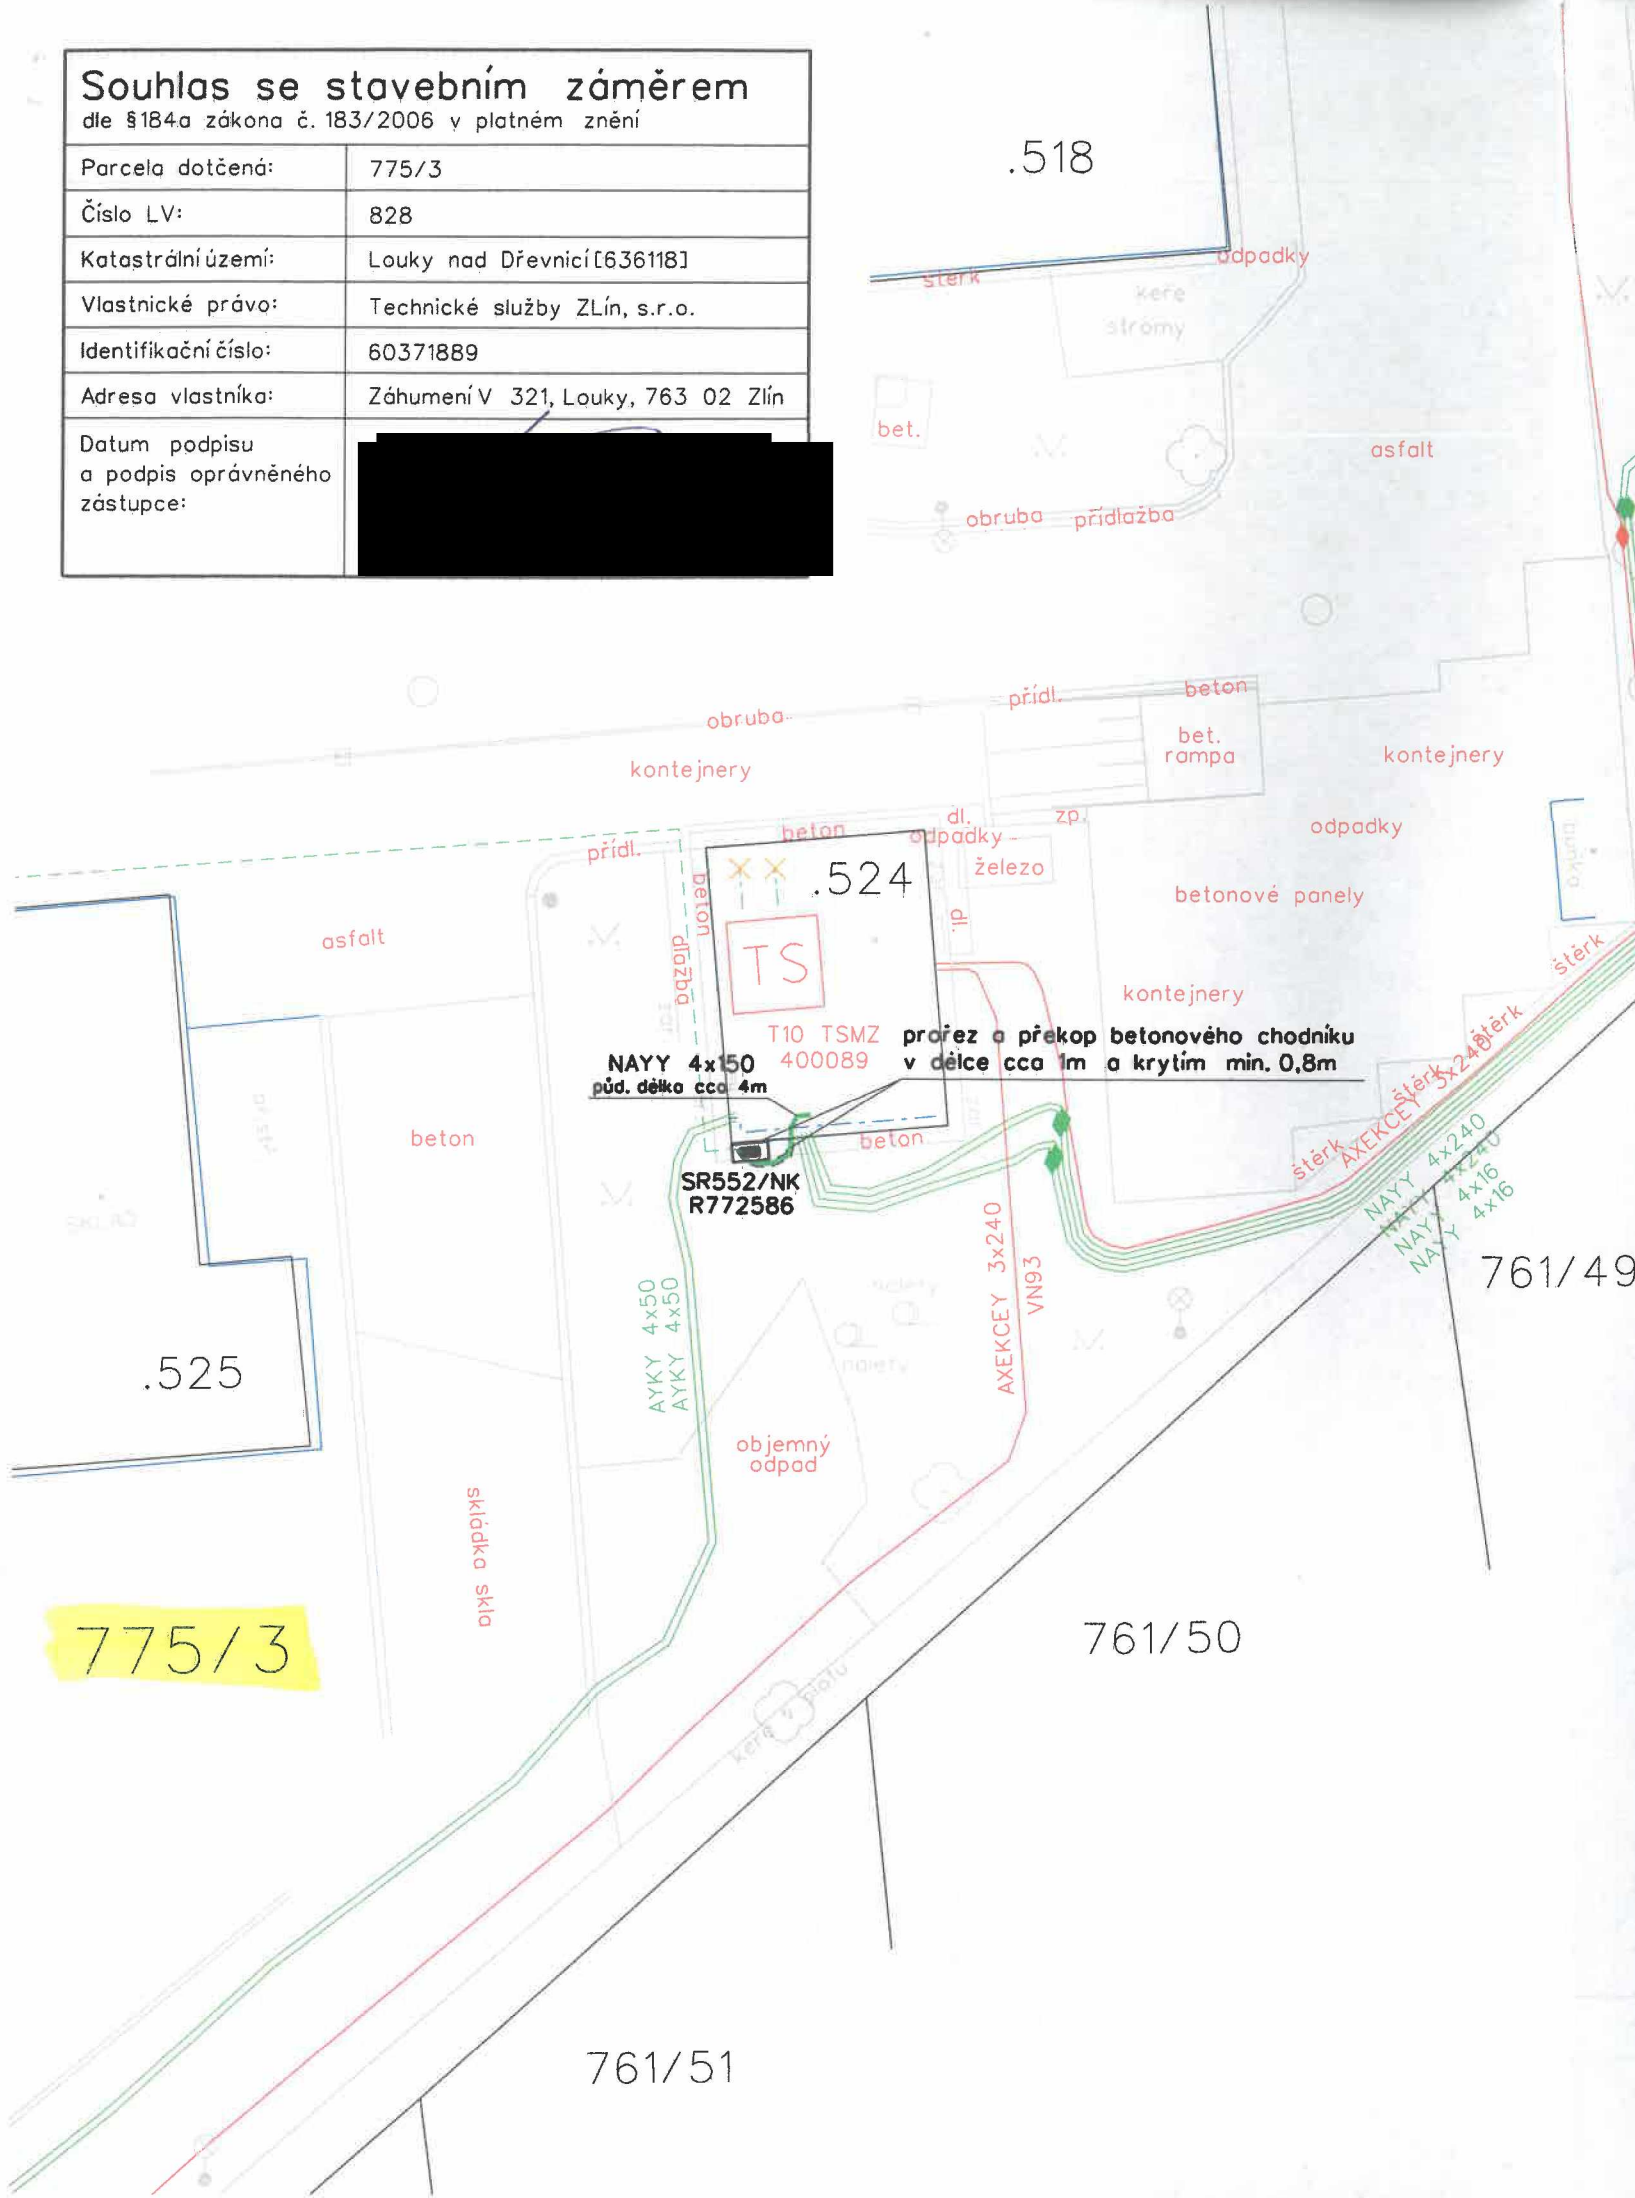 Souhlas se stavebním záměrem
dle §184a zákona č. 183/2006 v platném znění
Parcela dotčená: 775/3
Číslo LV: 828
Katastrální území: Louky nad Dřevnicí [636118]
Vlastnické právo: Technické služby ZLín, s.r.o.
Identifikační číslo: 60371889
Adresa vlastníka: Záhumení V 321, Louky, 763 02 Zlín
Datum podpisu
a podpis oprávněného
zástupce:
.518
odpadky
štěrk
keře
stromy
bet.
asfalt
obruba přídlažba
přídl.
beton
obruba
bet.
rampa
kontejnery
kontejnery
dl.
zp.
beton
odpadky
odpadky
přídl.
železo
.524
beton
betonové panely
dl.
asfalt
dlažba
TS
štěrk
kontejnery
T10 TSMZ
400089
prořez a překop betonového chodníku
v délce cca 1m a krytím min. 0,8m
NAYY 4x150
půd. délka cca 4m
štěrk
štěrk
štěrk
AXEKCEY 3x240
beton
beton
SR552/NK
R772586
NAYY 4x240
NAYY 4x240
NAYY 4x16
NAYY 4x16
761/49
AYKY 4x50
AYKY 4x50
AXEKCEY 3x240
VN93
.525
objemný
odpad
skládka skla
775/3
761/50
keře u plotu
761/51